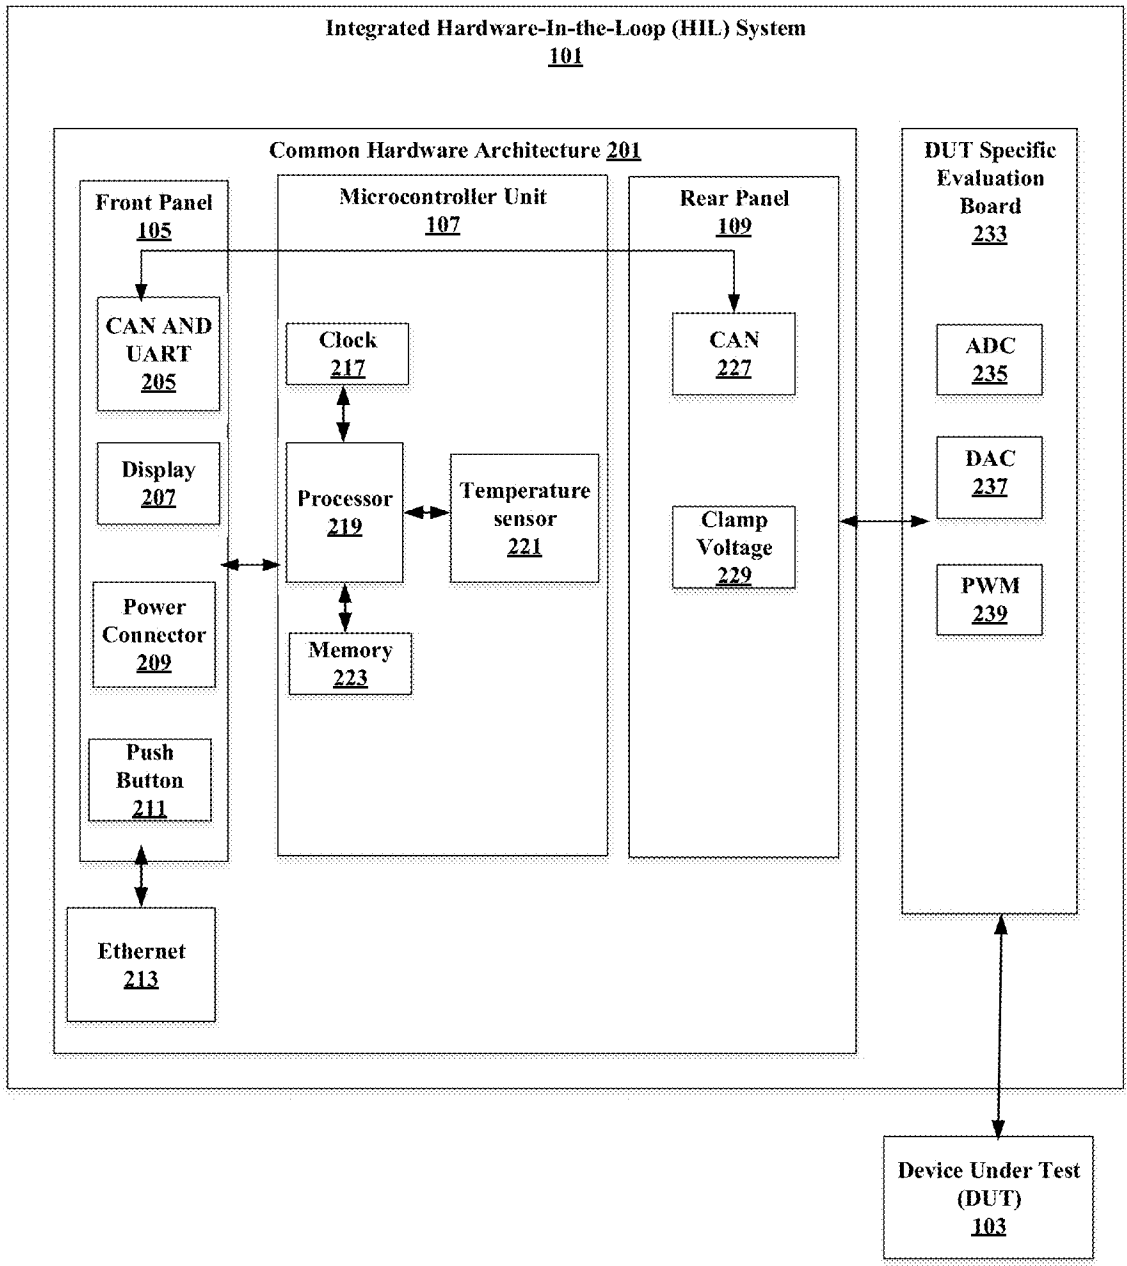 Integrated Hardware-In-the-Loop (HIL) System
101
Common Hardware Architecture 201
Front Panel
105
CAN AND
UART
205
Display
207
Power
Connector
209
Push
Button
211
Ethernet
213
Microcontroller Unit
107
Clock
217
Processor
219
Temperature
sensor
221
Memory
223
Rear Panel
109
CAN
227
Clamp
Voltage
229
DUT Specific
Evaluation
Board
233
ADC
235
DAC
237
PWM
239
Device Under Test
(DUT)
103